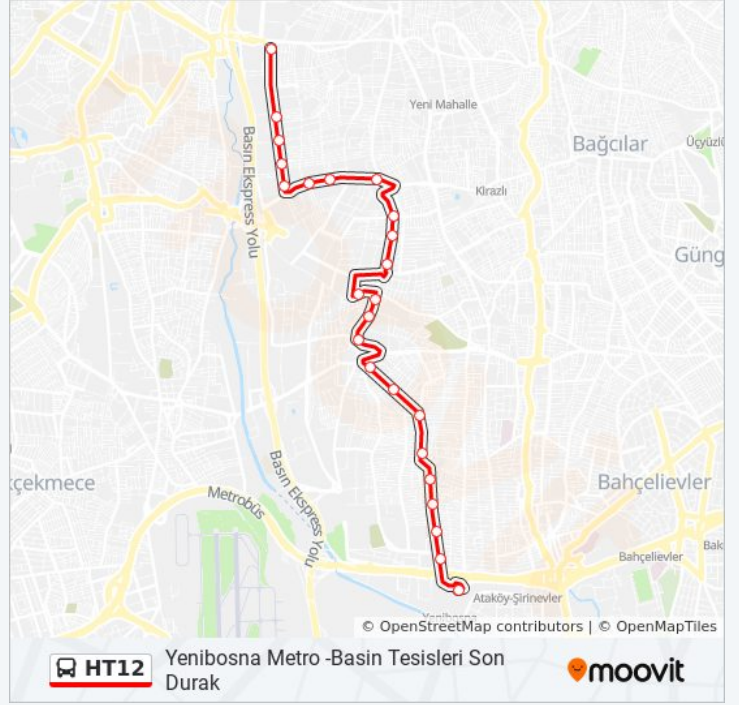 Yeni Mahalle
Bağcılar
Basın Ekspress Yolu
Kirazlı
Güng
kçekmece
Metrobüs
Basın Ekspress Yolu
Bahçelievler
Bak
Bahçelievler
Ataköy-Şirinevler
© OpenStreetMap contributors | © OpenMapTiles
HT12
Yenibosna Metro -Basin Tesisleri Son
Durak
moovit